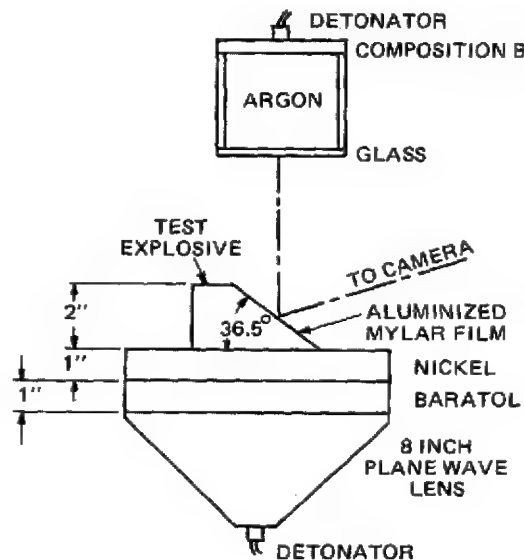 DETONATOR
COMPOSITION B
ARGON
GLASS
TEST
EXPLOSIVE
TO CAMERA
2"
36.5°
ALUMINIZED
MYLAR FILM
1"
NICKEL
1"
BARATOL
8 INCH
PLANE WAVE
LENS
DETONATOR